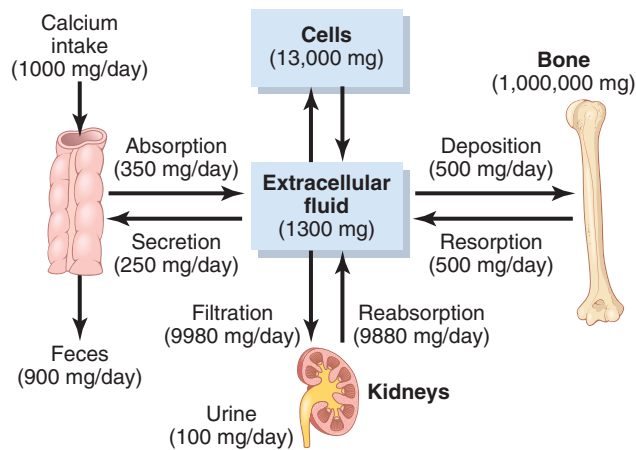 Calcium
intake
(1000 mg/day)
Cells
(13,000 mg)
Bone
(1,000,000 mg)
Absorption
(350 mg/day)
Deposition
(500 mg/day)
Extracellular
fluid
(1300 mg)
Secretion
(250 mg/day)
Resorption
(500 mg/day)
Filtration
(9980 mg/day)
Reabsorption
(9880 mg/day)
Feces
(900 mg/day)
Kidneys
Urine
(100 mg/day)